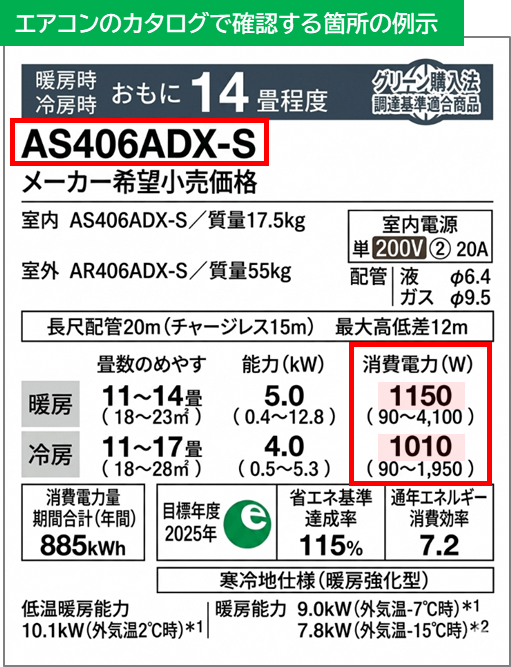 エアコンのカタログで確認する箇所の例示
暖房時
冷房時
おもに 14 畳程度
グリーン購入法
調達基準適合商品
AS406ADX-S
メーカー希望小売価格
室内 AS406ADX-S／質量17.5kg
室外 AR406ADX-S／質量55kg
室内電源
単 200V ② 20A
配管 液 φ6.4
ガス φ9.5
長尺配管20m（チャージレス15m） 最大高低差12m
畳数のめやす 能力（kW） 消費電力（W）
暖房 11〜14畳 5.0 1150
（18〜23㎡） （0.4〜12.8） （90〜4,100）
冷房 11〜17畳 4.0 1010
（18〜28㎡） （0.5〜5.3） （90〜1,950）
消費電力量
期間合計（年間）
885kWh
目標年度
2025年
e
省エネ基準
達成率
115%
通年エネルギー
消費効率
7.2
寒冷地仕様（暖房強化型）
低温暖房能力
10.1kW（外気温2℃時）*1
暖房能力 9.0kW（外気温-7℃時）*1
7.8kW（外気温-15℃時）*2